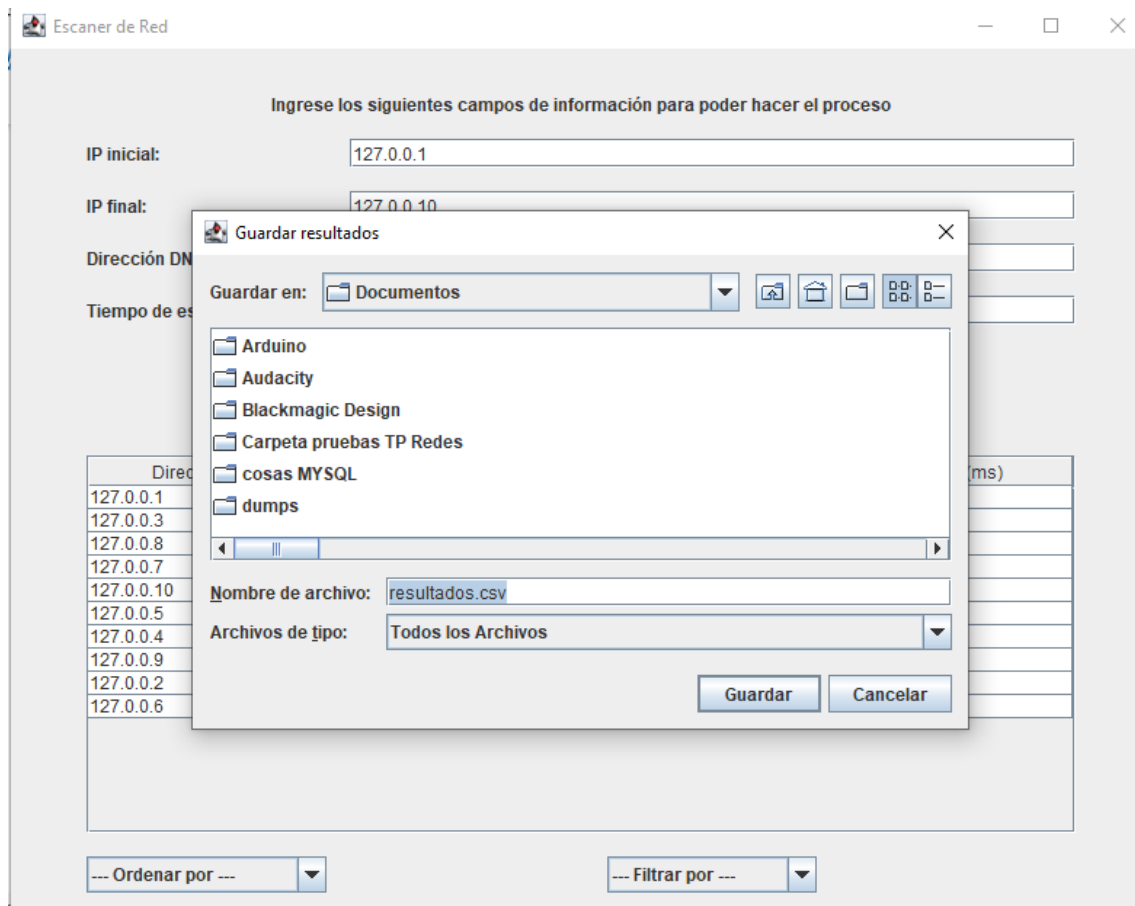 Escaner de Red
Ingrese los siguientes campos de información para poder hacer el proceso
IP inicial: 127.0.0.1
IP final: 127.0.0.10
Dirección DN
Tiempo de es
Guardar resultados
Guardar en: Documentos
Arduino
Audacity
Blackmagic Design
Carpeta pruebas TP Redes
cosas MYSQL
dumps
Nombre de archivo: resultados.csv
Archivos de tipo: Todos los Archivos
Guardar Cancelar
Direc (ms)
127.0.0.1
127.0.0.3
127.0.0.8
127.0.0.7
127.0.0.10
127.0.0.5
127.0.0.4
127.0.0.9
127.0.0.2
127.0.0.6
--- Ordenar por --- --- Filtrar por ---